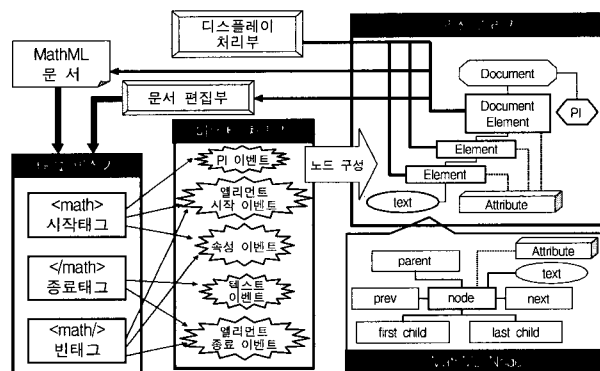 디스플레이
처리부
MathML
문 서
문서 편집부
Document
PI
Document
Element
Element
Element
text
Attribute
노드 구성
<math>
시작태그
</math>
종료태그
<math/>
빈태그
PI 이벤트
엘리먼트
시작 이벤트
속성 이벤트
텍스트
이벤트
엘리먼트
종료 이벤트
Attribute
parent
text
prev
node
next
first child
last child